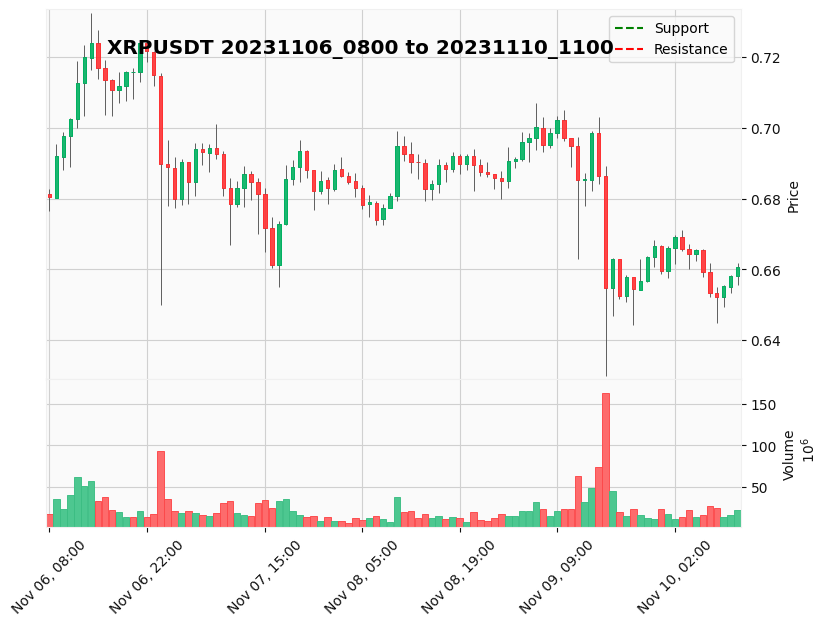 XRPUSDT 20231106_0800 to 20231110_1100
Support
Resistance
0.72
0.70
0.68
0.66
0.64
Price
150
100
50
Volume
10^6
Nov 06, 08:00
Nov 06, 22:00
Nov 07, 15:00
Nov 08, 05:00
Nov 08, 19:00
Nov 09, 09:00
Nov 10, 02:00